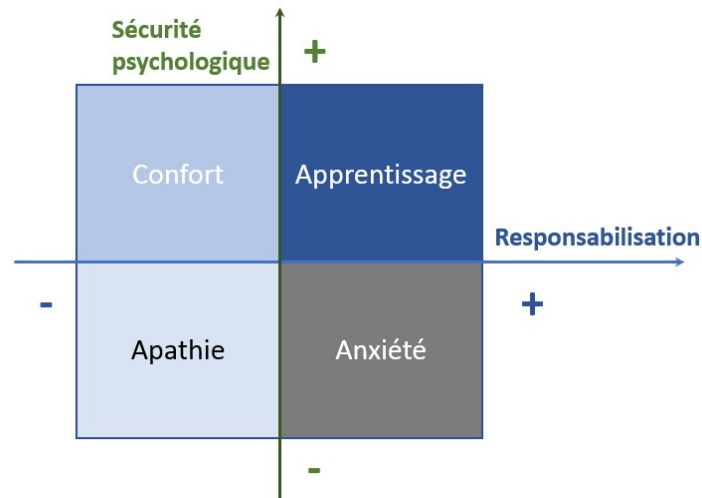 Sécurité
psychologique
+
Confort
Apprentissage
Responsabilisation
-
+
Apathie
Anxiété
-